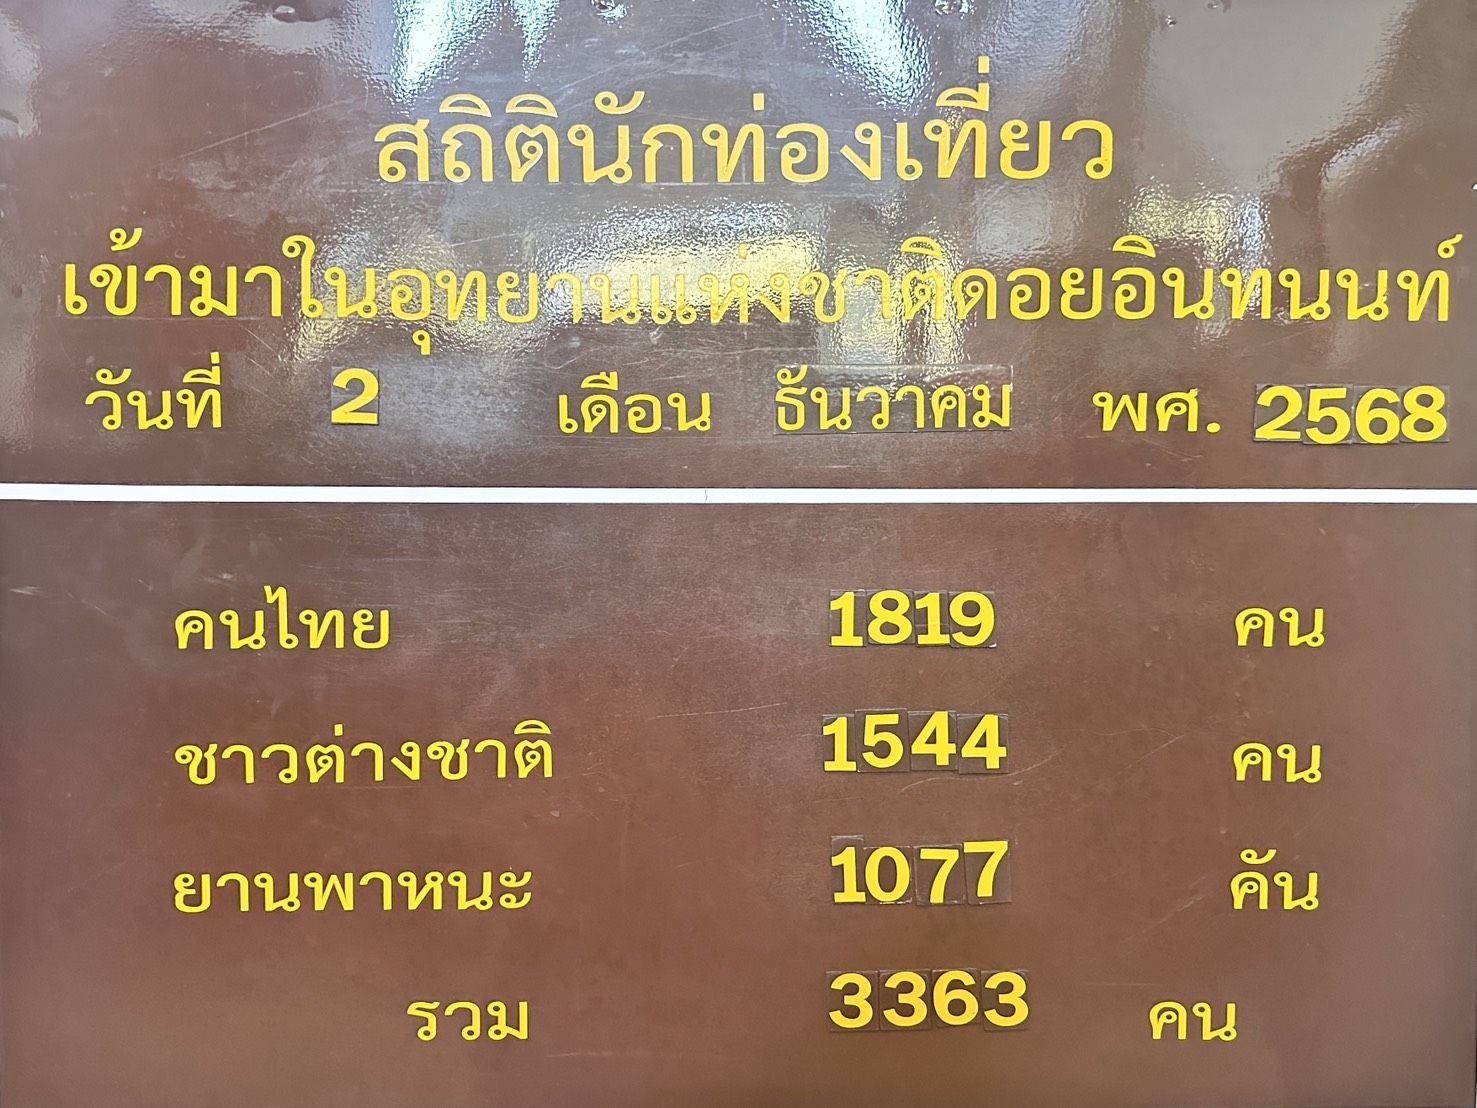 สถิตินักท่องเที่ยว
เข้ามาในอุทยานแห่งชาติดอยอินทนนท์
วันที่ 2 เดือน ธันวาคม พศ. 2568
คนไทย 1819 คน
ชาวต่างชาติ 1544 คน
ยานพาหนะ 1077 คัน
รวม 3363 คน